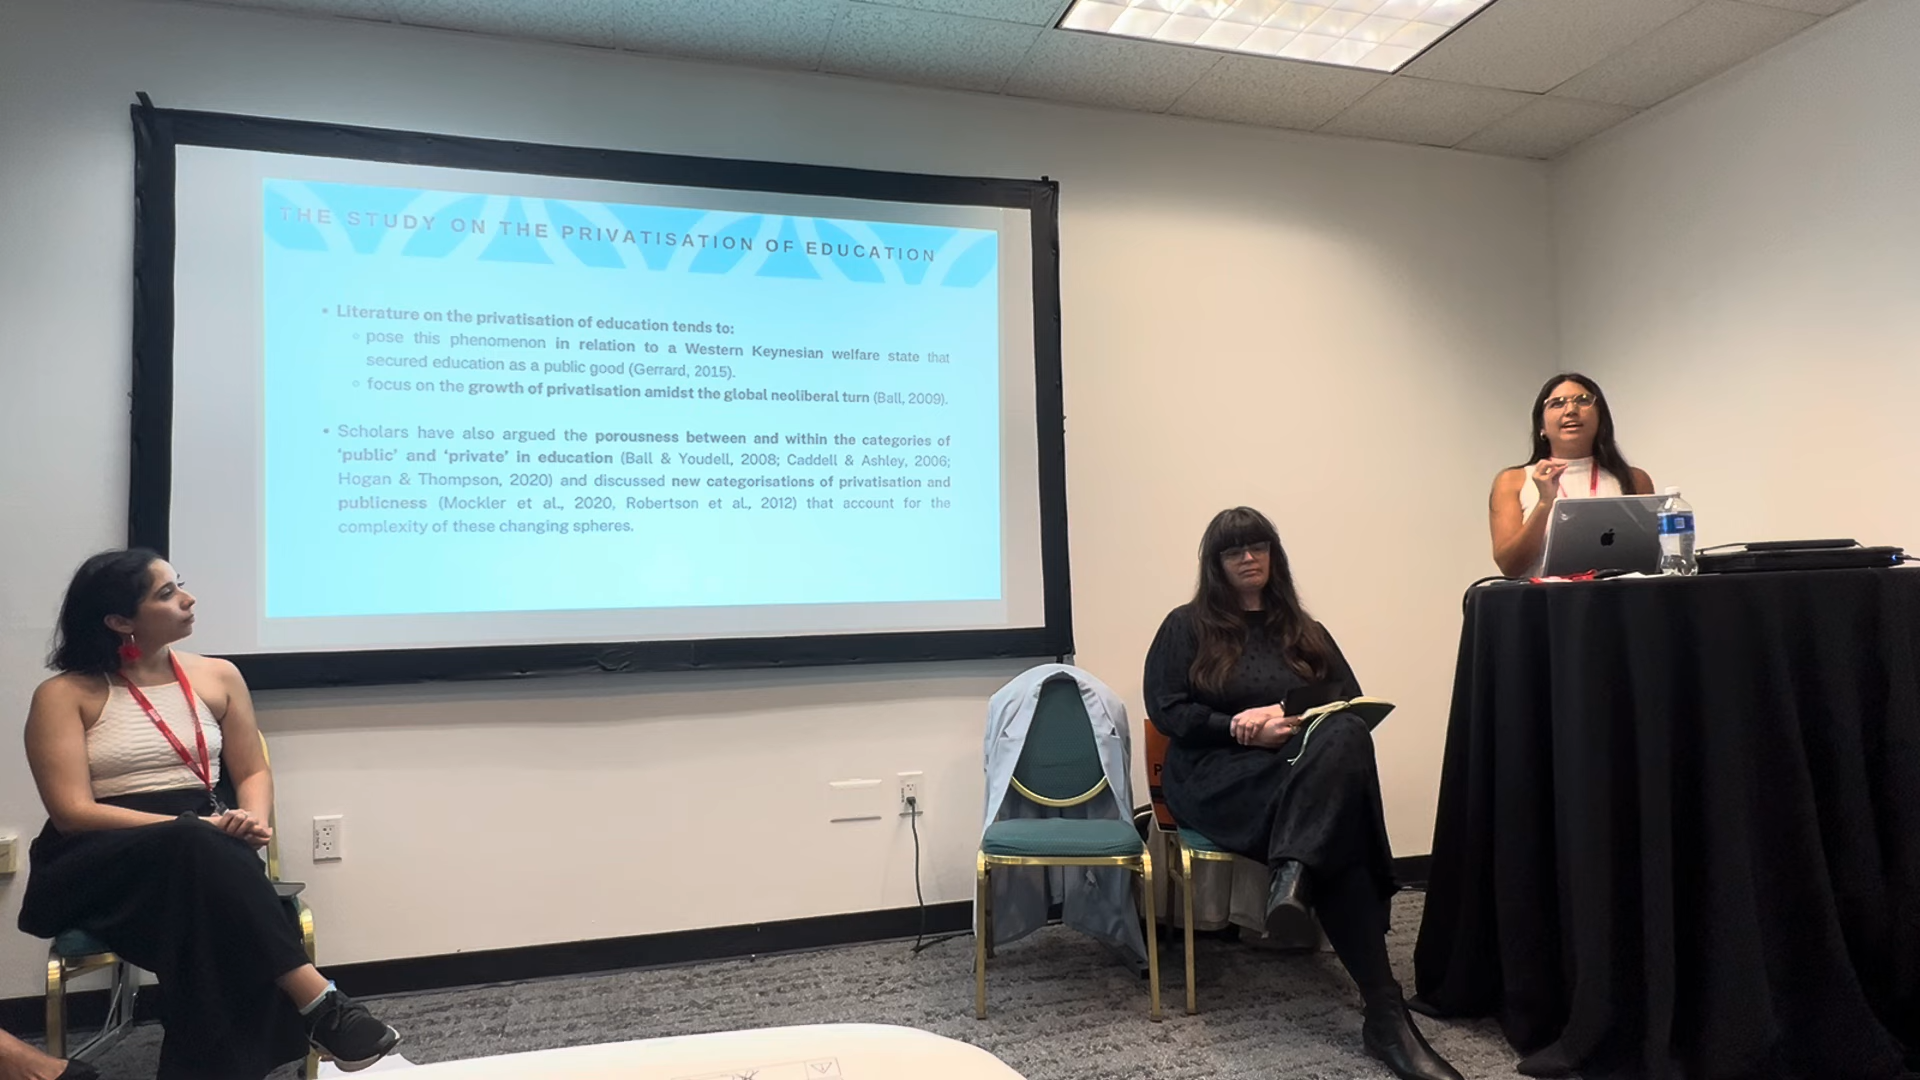 THE STUDY ON THE PRIVATISATION OF EDUCATION
• Literature on the privatisation of education tends to:
◦ pose this phenomenon in relation to a Western Keynesian welfare state that
secured education as a public good (Gerrard, 2015).
◦ focus on the growth of privatisation amidst the global neoliberal turn (Ball, 2009).
• Scholars have also argued the porousness between and within the categories of
‘public’ and ‘private’ in education (Ball & Youdell, 2008; Caddell & Ashley, 2006;
Hogan & Thompson, 2020) and discussed new categorisations of privatisation and
publicness (Mockler et al., 2020, Robertson et al., 2012) that account for the
complexity of these changing spheres.